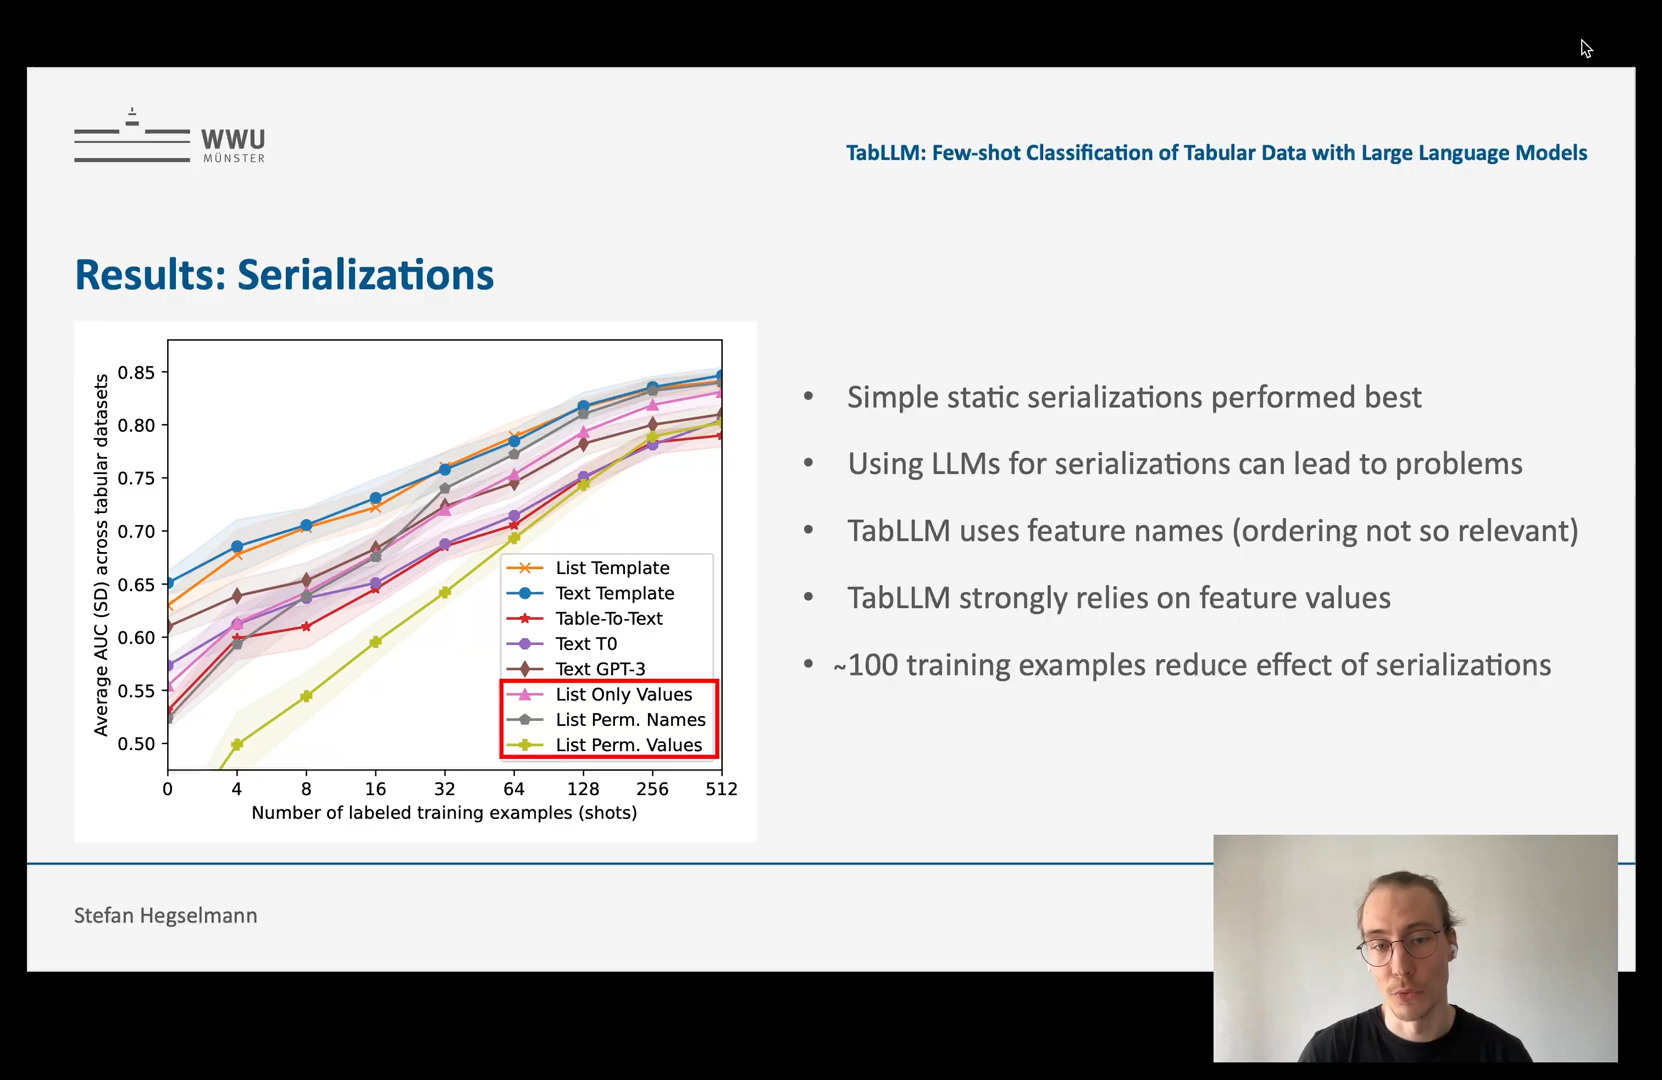 WWU
MÜNSTER
TabLLM: Few-shot Classification of Tabular Data with Large Language Models
Results: Serializations
Average AUC (SD) across tabular datasets
0.85
0.80
0.75
0.70
0.65
0.60
0.55
0.50
List Template
Text Template
Table-To-Text
Text T0
Text GPT-3
List Only Values
List Perm. Names
List Perm. Values
0 4 8 16 32 64 128 256 512
Number of labeled training examples (shots)
• Simple static serializations performed best
• Using LLMs for serializations can lead to problems
• TabLLM uses feature names (ordering not so relevant)
• TabLLM strongly relies on feature values
• ~100 training examples reduce effect of serializations
Stefan Hegselmann